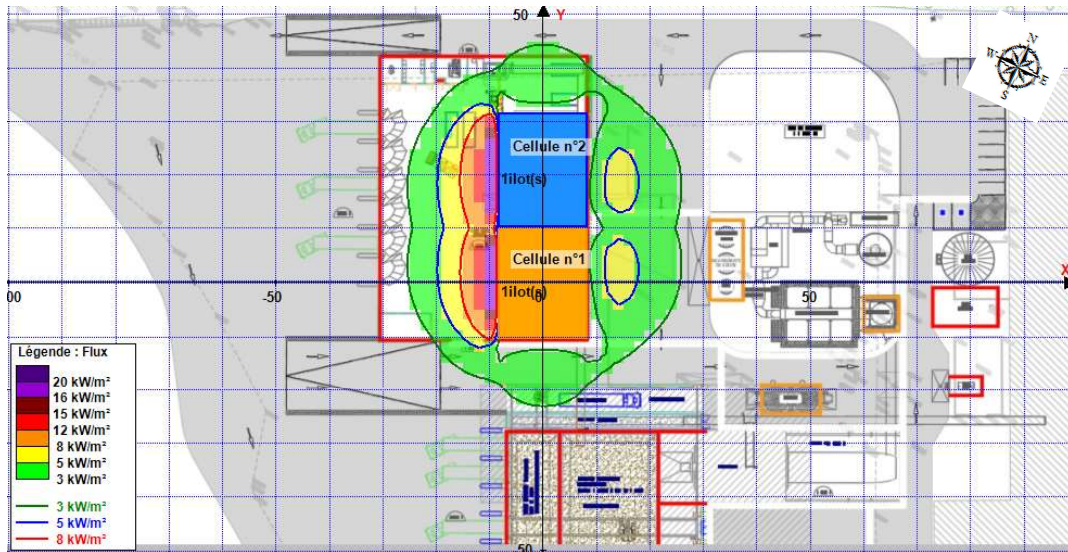 50
Y
N
W
E
S
Cellule n°2
1ilot(s)
Cellule n°1
X
00
-50
1ilot(s)
0
50
Légende : Flux
20 kW/m²
16 kW/m²
15 kW/m²
12 kW/m²
8 kW/m²
5 kW/m²
3 kW/m²
3 kW/m²
5 kW/m²
8 kW/m²
50